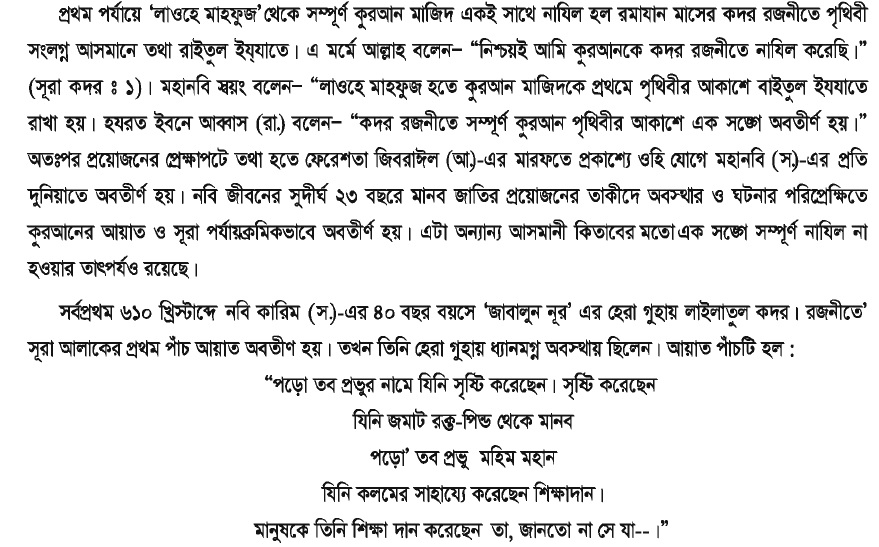 প্রথম পর্যায়ে ‘লাওহে মাহফুজ’ থেকে সম্পূর্ণ কুরআন মাজিদ একই সাথে নাযিল হল রমাযান মাসের কদর রজনীতে পৃথিবী
সংলগ্ন আসমানে তথা রাইতুল ইয্যাতে। এ মর্মে আল্লাহ বলেন– “নিশ্চয়ই আমি কুরআনকে কদর রজনীতে নাযিল করেছি।”
(সূরা কদর ঃ ১)। মহানবি স্বয়ং বলেন– “লাওহে মাহফুজ হতে কুরআন মাজিদকে প্রথমে পৃথিবীর আকাশে বাইতুল ইযযাতে
রাখা হয়। হযরত ইবনে আব্বাস (রা.) বলেন– “কদর রজনীতে সম্পূর্ণ কুরআন পৃথিবীর আকাশে এক সঙ্গে অবতীর্ণ হয়।”
অতঃপর প্রয়োজনের প্রেক্ষাপটে তথা হতে ফেরেশতা জিবরাঈল (আ.)-এর মারফতে প্রকাশ্যে ওহি যোগে মহানবি (স.)-এর প্রতি
দুনিয়াতে অবতীর্ণ হয়। নবি জীবনের সুদীর্ঘ ২৩ বছরে মানব জাতির প্রয়োজনের তাকীদে অবস্থার ও ঘটনার পরিপ্রেক্ষিতে
কুরআনের আয়াত ও সূরা পর্যায়ক্রমিকভাবে অবতীর্ণ হয়। এটা অন্যান্য আসমানী কিতাবের মতো এক সঙ্গে সম্পূর্ণ নাযিল না
হওয়ার তাৎপর্যও রয়েছে।
সর্বপ্রথম ৬১০ খ্রিস্টাব্দে নবি কারিম (স.)-এর ৪০ বছর বয়সে ‘জাবালুন নূর’ এর হেরা গুহায় লাইলাতুল কদর। রজনীতে’
সূরা আলাকের প্রথম পাঁচ আয়াত অবতীণ হয়। তখন তিনি হেরা গুহায় ধ্যানমগ্ন অবস্থায় ছিলেন। আয়াত পাঁচটি হল :
“পড়ো তব প্রভুর নামে যিনি সৃষ্টি করেছেন। সৃষ্টি করেছেন
যিনি জমাট রক্ত-পিন্ড থেকে মানব
পড়ো’ তব প্রভু মহিম মহান
যিনি কলমের সাহায্যে করেছেন শিক্ষাদান।
মানুষকে তিনি শিক্ষা দান করেছেন তা, জানতো না সে যা--।”